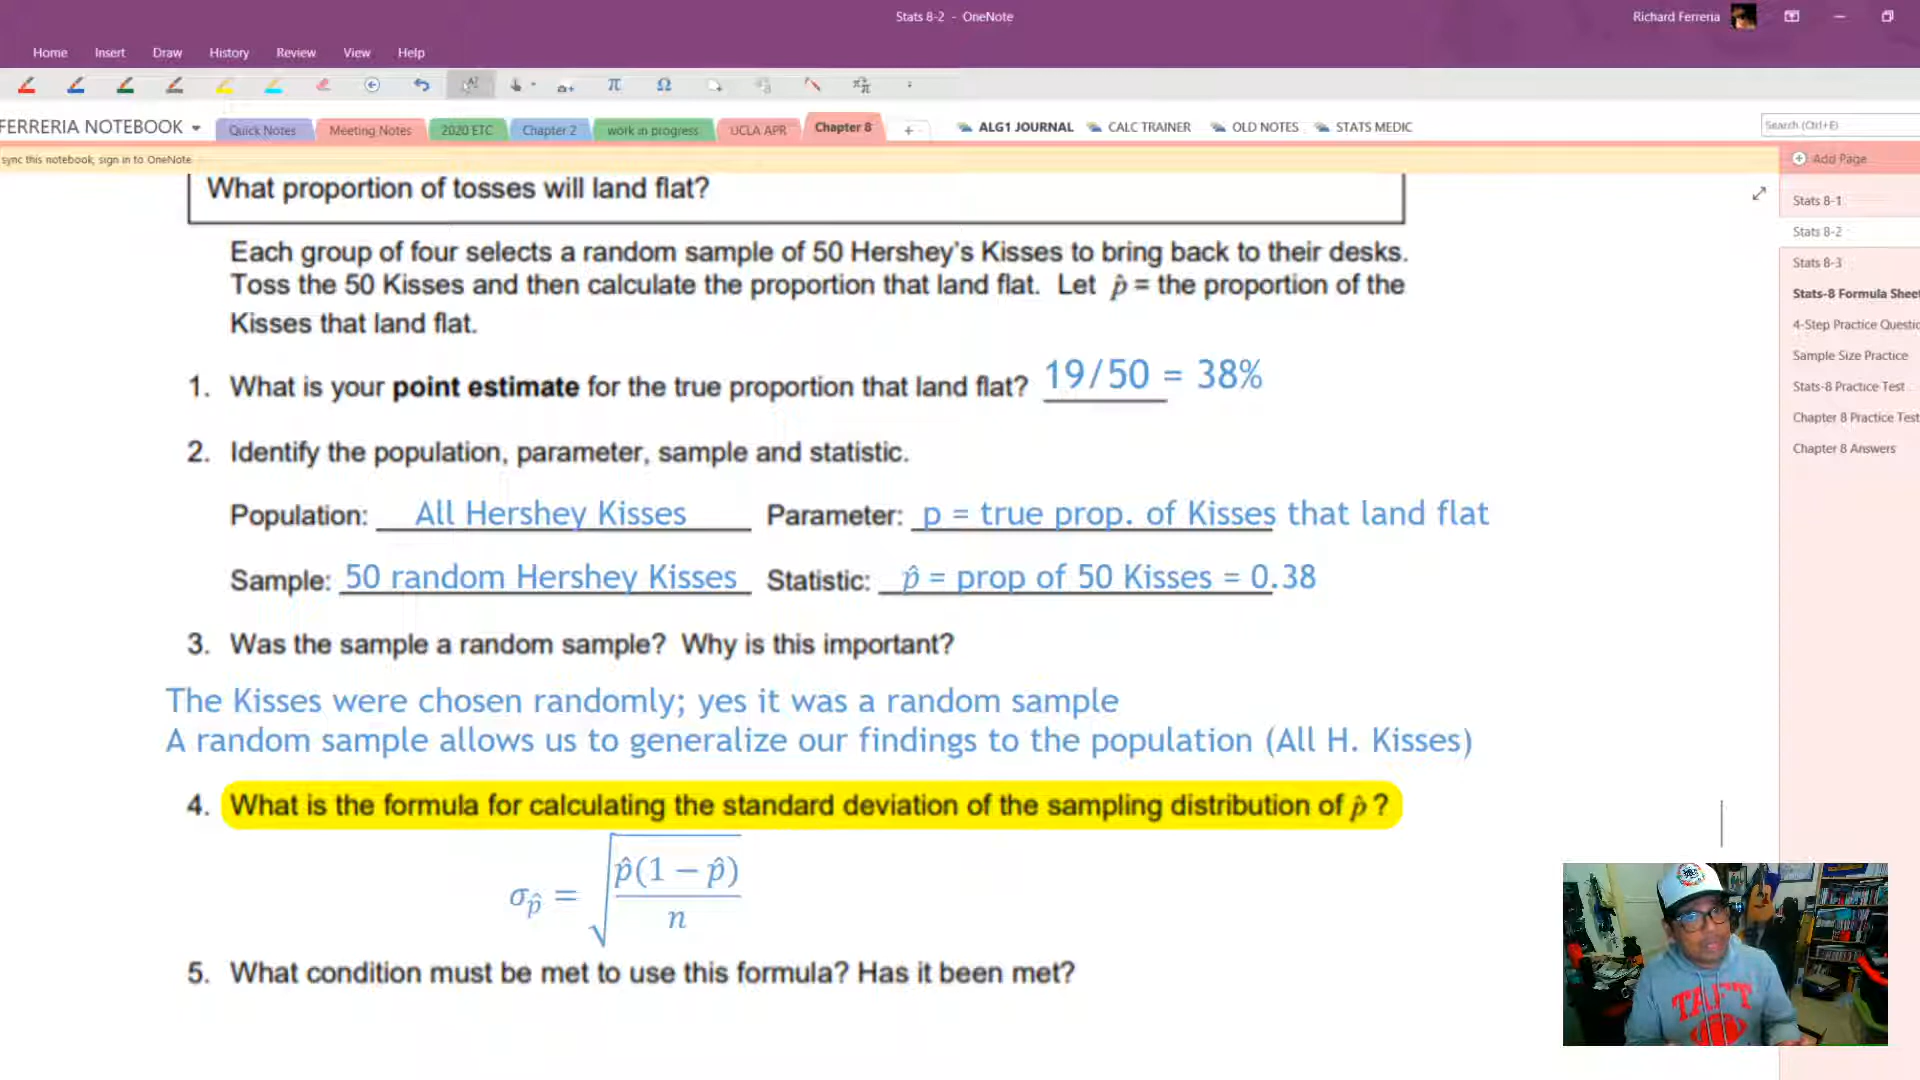 Stats 8-2 - OneNote
Richard Ferreria
Home Insert Draw History Review View Help
FERRERIA NOTEBOOK Quick Notes Meeting Notes 2020 ETC Chapter 2 work in progress UCLA APR Chapter 8 + ALG1 JOURNAL CALC TRAINER OLD NOTES STATS MEDIC
Search (Ctrl+E)
sync this notebook, sign in to OneNote
Add Page
Stats 8-1
Stats 8-2
Stats 8-3
Stats-8 Formula Sheet
4-Step Practice Questio
Sample Size Practice
Stats-8 Practice Test
Chapter 8 Practice Test
Chapter 8 Answers
What proportion of tosses will land flat?
Each group of four selects a random sample of 50 Hershey's Kisses to bring back to their desks.
Toss the 50 Kisses and then calculate the proportion that land flat. Let p̂ = the proportion of the
Kisses that land flat.
1. What is your point estimate for the true proportion that land flat? 19/50 = 38%
2. Identify the population, parameter, sample and statistic.
Population: All Hershey Kisses Parameter: p = true prop. of Kisses that land flat
Sample: 50 random Hershey Kisses Statistic: p̂ = prop of 50 Kisses = 0.38
3. Was the sample a random sample? Why is this important?
The Kisses were chosen randomly; yes it was a random sample
A random sample allows us to generalize our findings to the population (All H. Kisses)
4. What is the formula for calculating the standard deviation of the sampling distribution of p̂ ?
σp̂ = √(p̂(1 − p̂)/n)
5. What condition must be met to use this formula? Has it been met?
TAFT